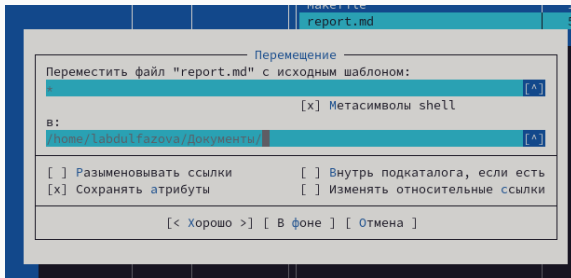 Makefile
report.md
Перемещение
Переместить файл "report.md" с исходным шаблоном:
* [^]
[x] Метасимволы shell
в:
/home/labdulfazova/Документы/ [^]
[ ] Разыменовывать ссылки [ ] Внутрь подкаталога, если есть
[x] Сохранять атрибуты [ ] Изменять относительные ссылки
[< Хорошо >] [ В фоне ] [ Отмена ]